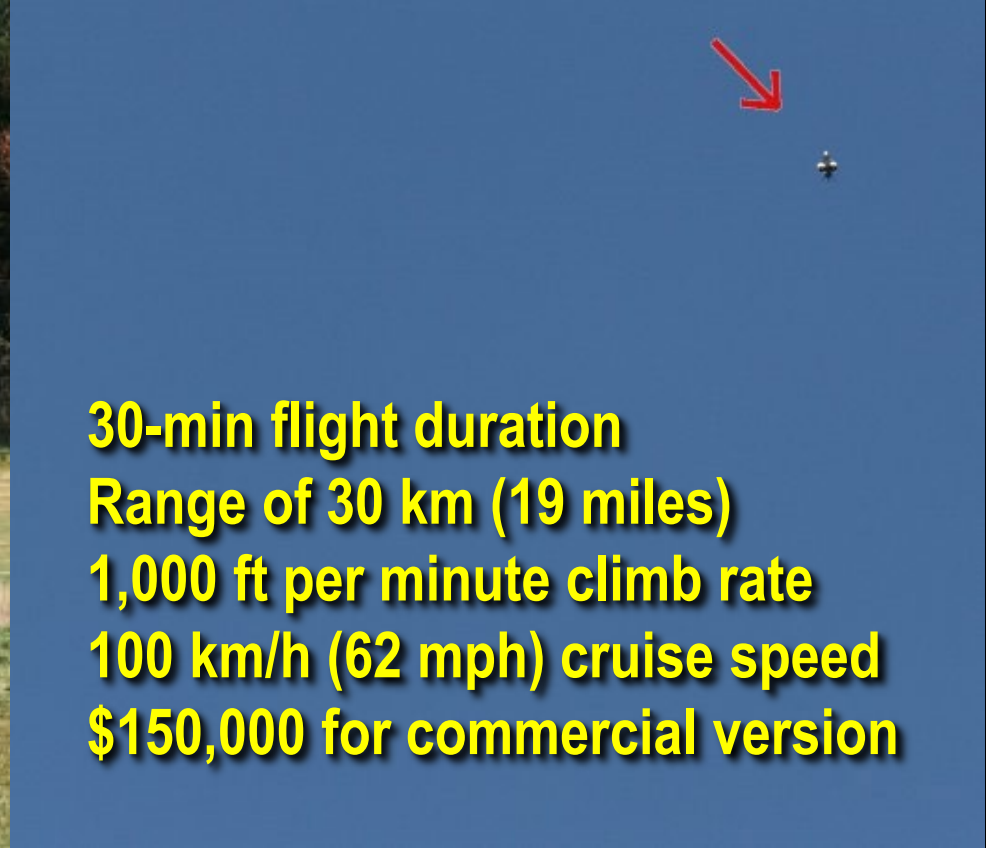 30-min flight duration
Range of 30 km (19 miles)
1,000 ft per minute climb rate
100 km/h (62 mph) cruise speed
$150,000 for commercial version